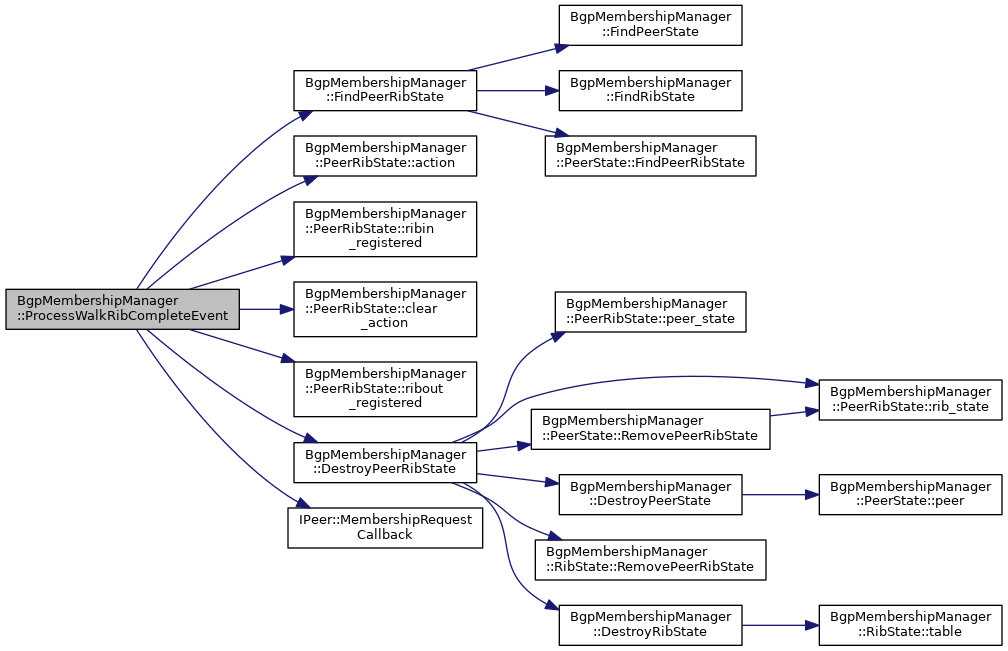 BgpMembershipManager
::ProcessWalkRibCompleteEvent
BgpMembershipManager
::FindPeerRibState
BgpMembershipManager
::PeerRibState::action
BgpMembershipManager
::PeerRibState::ribin
_registered
BgpMembershipManager
::PeerRibState::clear
_action
BgpMembershipManager
::PeerRibState::ribout
_registered
BgpMembershipManager
::DestroyPeerRibState
IPeer::MembershipRequest
Callback
BgpMembershipManager
::FindPeerState
BgpMembershipManager
::FindRibState
BgpMembershipManager
::PeerState::FindPeerRibState
BgpMembershipManager
::PeerRibState::peer_state
BgpMembershipManager
::PeerState::RemovePeerRibState
BgpMembershipManager
::DestroyPeerState
BgpMembershipManager
::RibState::RemovePeerRibState
BgpMembershipManager
::DestroyRibState
BgpMembershipManager
::PeerRibState::rib_state
BgpMembershipManager
::PeerState::peer
BgpMembershipManager
::RibState::table